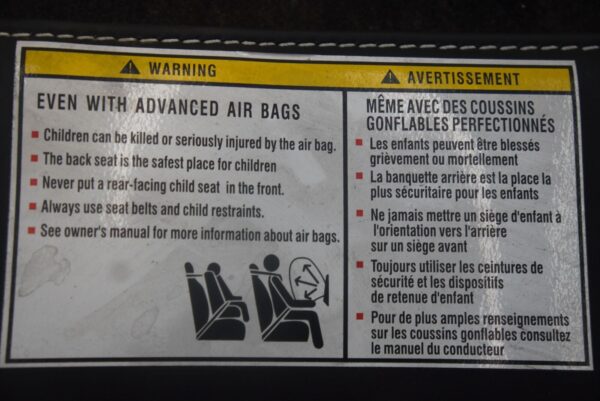 WARNING
EVEN WITH ADVANCED AIR BAGS
Children can be killed or seriously injured by the air bag.
The back seat is the safest place for children
Never put a rear-facing child seat in the front.
Always use seat belts and child restraints.
See owner's manual for more information about air bags.
AVERTISSEMENT
MÊME AVEC DES COUSSINS
GONFLABLES PERFECTIONNÉS
Les enfants peuvent être blessés
grièvement ou mortellement
La banquette arrière est la place la
plus sécuritaire pour les enfants
Ne jamais mettre un siège d'enfant à
l'orientation vers l'arrière
sur un siège avant
Toujours utiliser les ceintures de
sécurité et les dispositifs
de retenue d'enfant
Pour de plus amples renseignements
sur les coussins gonflables consultez
le manuel du conducteur